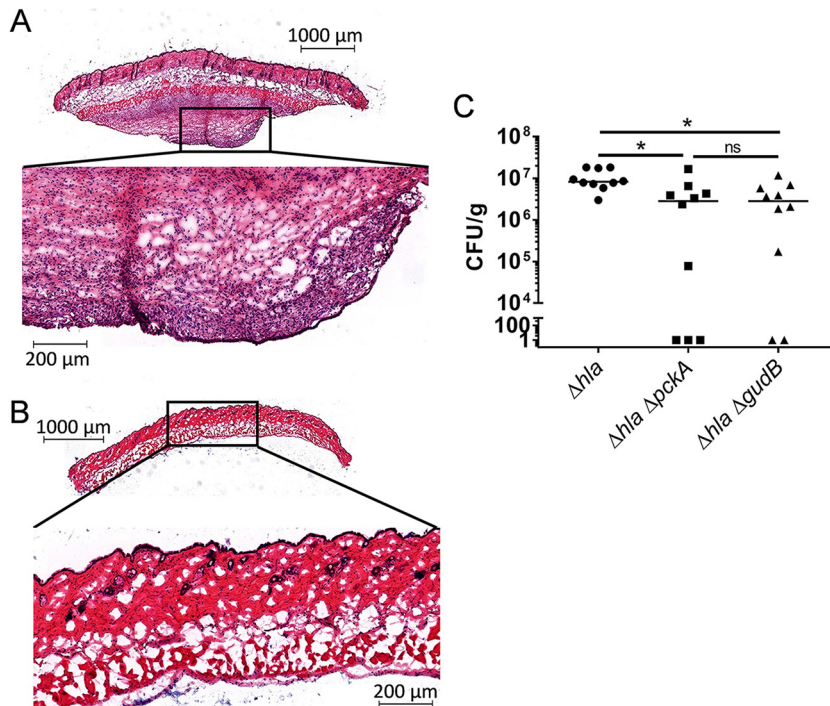 A
1000 μm
200 μm
B
1000 μm
200 μm
C
*
*
ns
CFU/g
10⁸
10⁷
10⁶
10⁵
10⁴
100
1
Δhla
Δhla ΔpckA
Δhla ΔgudB